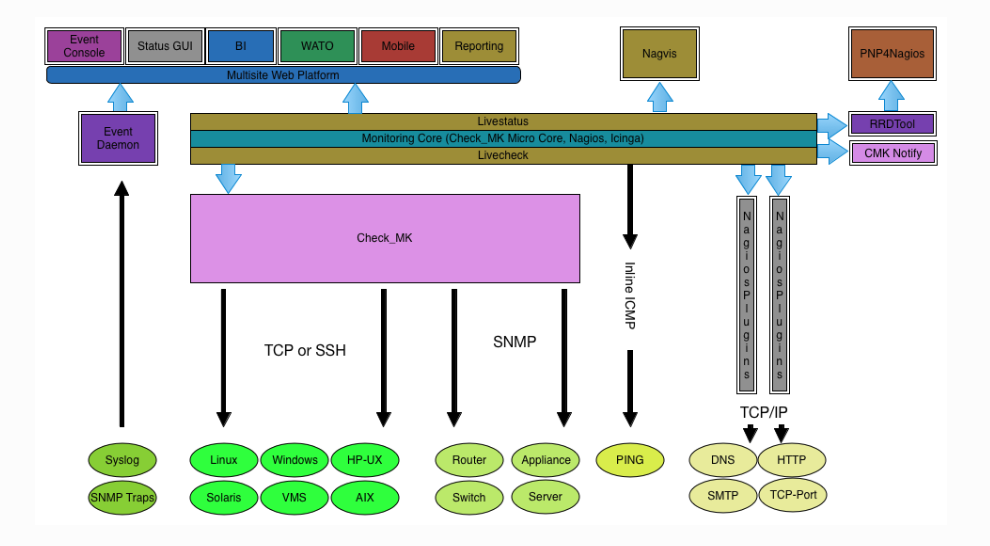 Event
Console
Status GUI
BI
WATO
Mobile
Reporting
Nagvis
PNP4Nagios
Multisite Web Platform
Event
Daemon
Livestatus
Monitoring Core (Check_MK Micro Core, Nagios, Icinga)
Livecheck
RRDTool
CMK Notify
Check_MK
Inline ICMP
NagiosPlugins
NagiosPlugins
TCP or SSH
SNMP
TCP/IP
Syslog
Linux
Windows
HP-UX
Router
Appliance
PING
DNS
HTTP
SNMP Traps
Solaris
VMS
AIX
Switch
Server
SMTP
TCP-Port